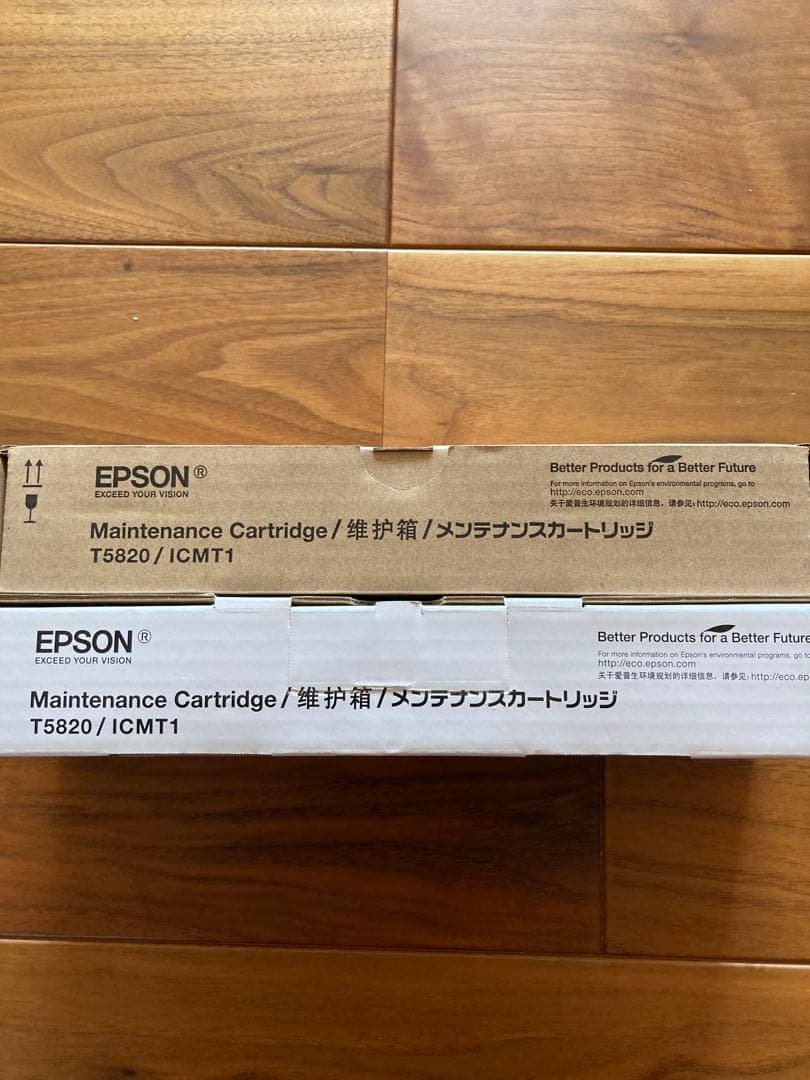 EPSON®
EXCEED YOUR VISION
Better Products for a Better Future
For more information on Epson's environmental programs, go to
http://eco.epson.com
关于爱普生环境规划的详细信息，请参见：http://eco.epson.com
Maintenance Cartridge/维护箱/メンテナンスカートリッジ
T5820/ICMT1
EPSON®
EXCEED YOUR VISION
Better Products for a Better Future
For more information on Epson's environmental programs, go to
http://eco.epson.com
关于爱普生环境规划的详细信息，请参见：http://eco.ep
Maintenance Cartridge/维护箱/メンテナンスカートリッジ
T5820/ICMT1